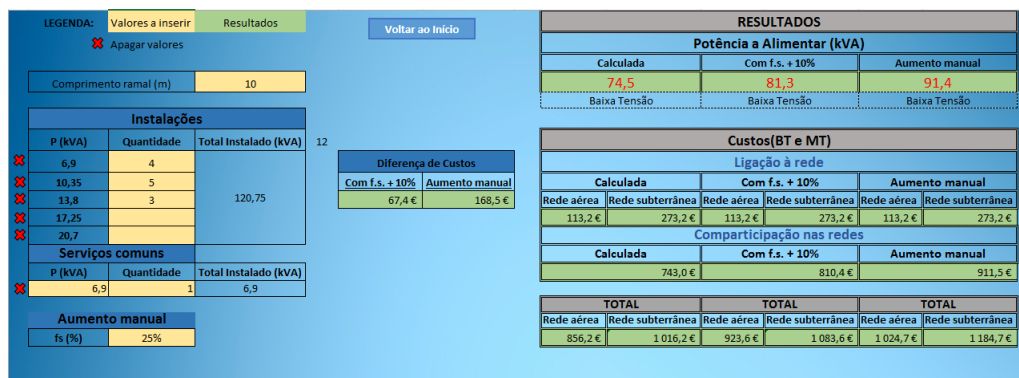 LEGENDA: Valores a inserir Resultados
Apagar valores
Voltar ao Início
Comprimento ramal (m) 10
Instalações
P (kVA) Quantidade Total Instalado (kVA) 12
6,9 4
10,35 5
13,8 3 120,75
17,25
20,7
Serviços comuns
P (kVA) Quantidade Total Instalado (kVA)
6,9 1 6,9
Aumento manual
fs (%) 25%
Diferença de Custos
Com f.s. + 10% Aumento manual
67,4 € 168,5 €
RESULTADOS
Potência a Alimentar (kVA)
Calculada Com f.s. + 10% Aumento manual
74,5 81,3 91,4
Baixa Tensão Baixa Tensão Baixa Tensão
Custos(BT e MT)
Ligação à rede
Calculada Com f.s. + 10% Aumento manual
Rede aérea Rede subterrânea Rede aérea Rede subterrânea Rede aérea Rede subterrânea
113,2 € 273,2 € 113,2 € 273,2 € 113,2 € 273,2 €
Comparticipação nas redes
Calculada Com f.s. + 10% Aumento manual
743,0 € 810,4 € 911,5 €
TOTAL TOTAL TOTAL
Rede aérea Rede subterrânea Rede aérea Rede subterrânea Rede aérea Rede subterrânea
856,2 € 1 016,2 € 923,6 € 1 083,6 € 1 024,7 € 1 184,7 €